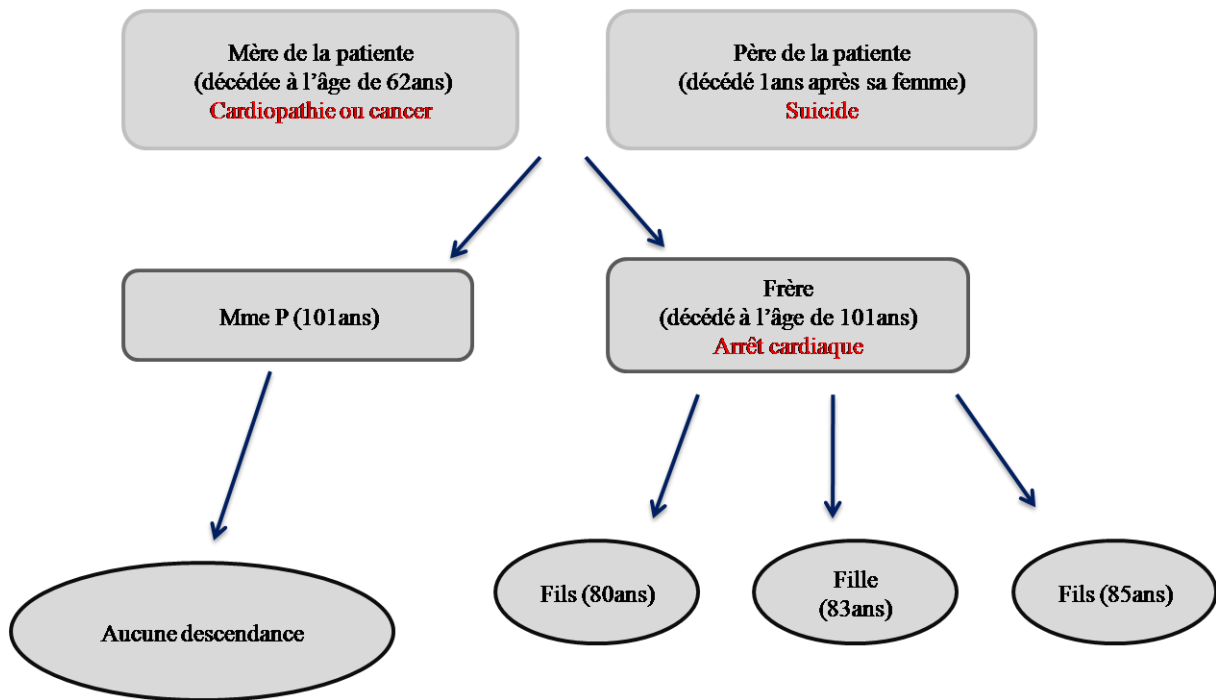 Mère de la patiente
(décédée à l’âge de 62ans)
Cardiopathie ou cancer
Père de la patiente
(décédé 1ans après sa femme)
Suicide
Mme P (101ans)
Frère
(décédé à l’âge de 101ans)
Arrêt cardiaque
Aucune descendance
Fils (80ans)
Fille
(83ans)
Fils (85ans)